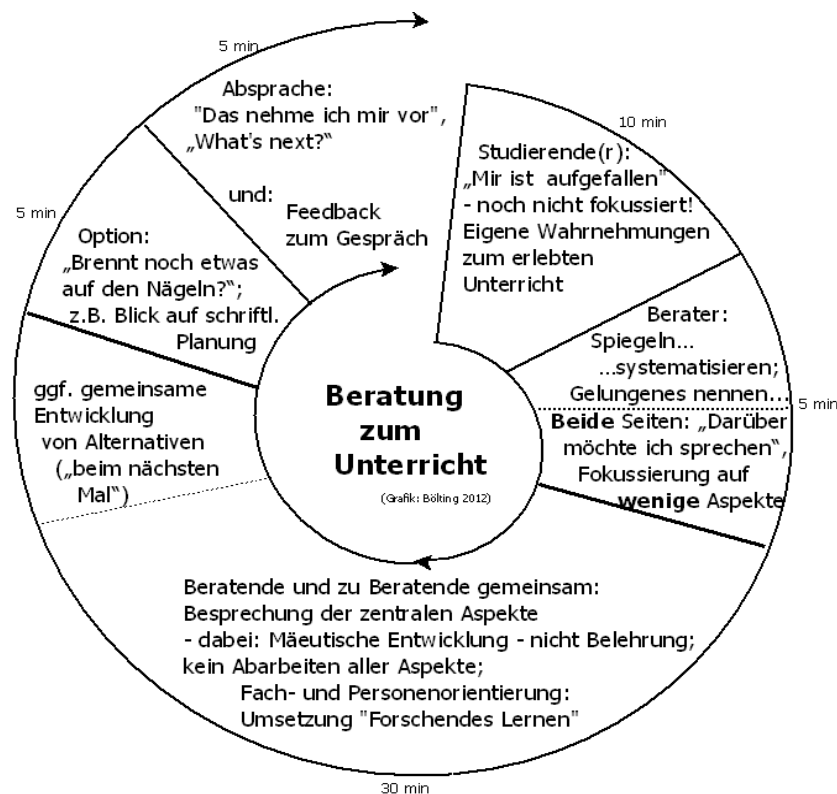 10 min
Studierende(r):
„Mir ist aufgefallen"
- noch nicht fokussiert!
Eigene Wahrnehmungen
zum erlebten
Unterricht
Berater:
Spiegeln...
...systematisieren;
Gelungenes nennen...
5 min
Beide Seiten: „Darüber
möchte ich sprechen“,
Fokussierung auf
wenige Aspekte
Beratende und zu Beratende gemeinsam:
Besprechung der zentralen Aspekte
- dabei: Mäeutische Entwicklung - nicht Belehrung;
kein Abarbeiten aller Aspekte;
Fach- und Personenorientierung:
Umsetzung "Forschendes Lernen"
30 min
ggf. gemeinsame
Entwicklung
von Alternativen
(„beim nächsten
Mal“)
5 min
Option:
„Brennt noch etwas
auf den Nägeln?“;
z.B. Blick auf schriftl.
Planung
5 min
Absprache:
"Das nehme ich mir vor",
„What's next?“
und:
Feedback
zum Gespräch
Beratung
zum
Unterricht
(Grafik: Bölting 2012)